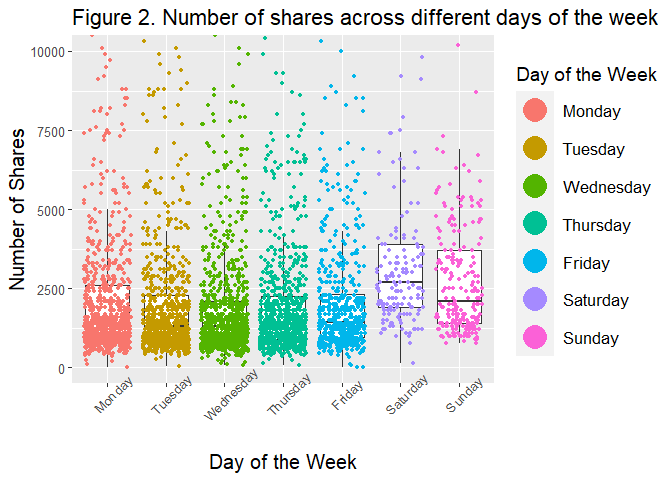 Figure 2. Number of shares across different days of the week
10000
7500
5000
2500
0
Number of Shares
Monday
Tuesday
Wednesday
Thursday
Friday
Saturday
Sunday
Day of the Week
Day of the Week
Monday
Tuesday
Wednesday
Thursday
Friday
Saturday
Sunday